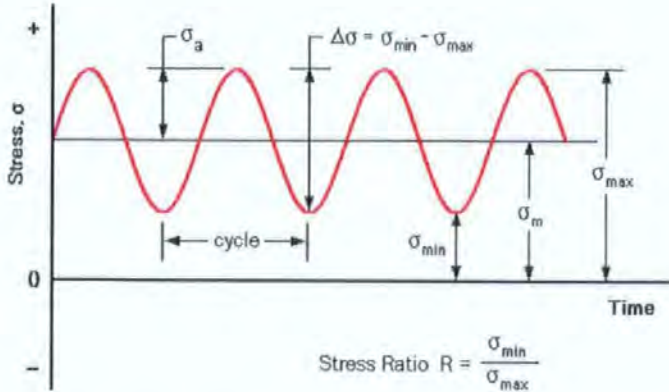 +
σa
Δσ = σmin - σmax
Stress, σ
σmax
σm
cycle
σmin
0
Time
–
Stress Ratio R = σmin / σmax